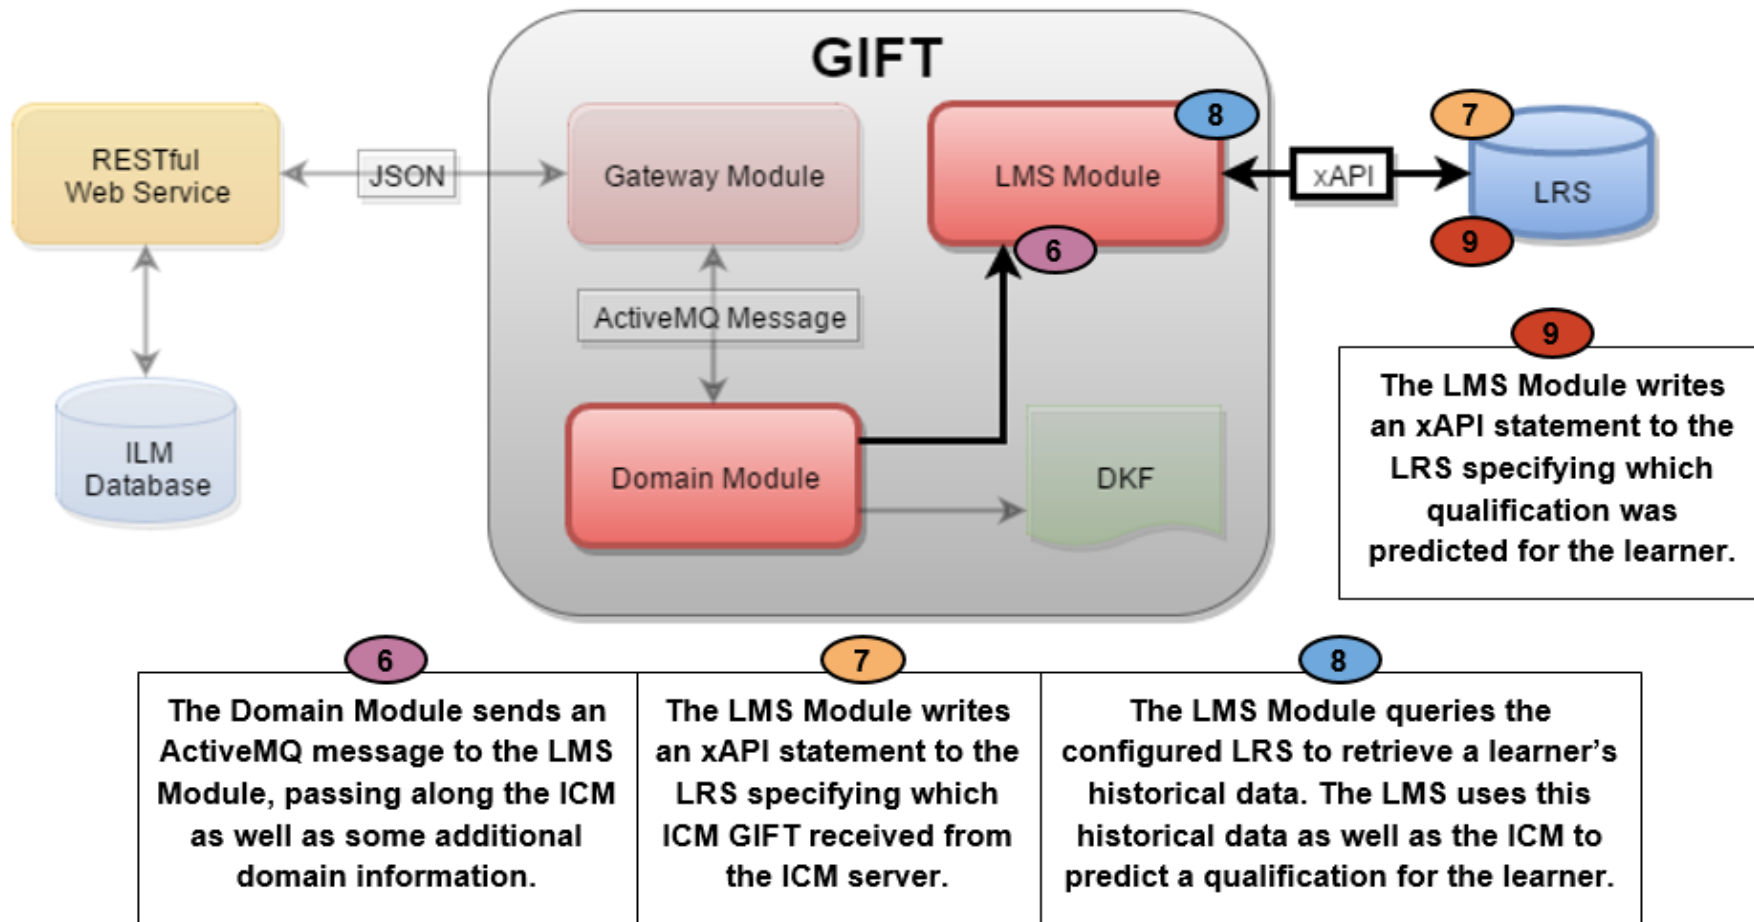 GIFT
8
7
RESTful
Web Service
JSON
Gateway Module
LMS Module
xAPI
LRS
6
9
ActiveMQ Message
9
ILM
Database
Domain Module
DKF
The LMS Module writes
an xAPI statement to the
LRS specifying which
qualification was
predicted for the learner.
6
The Domain Module sends an
ActiveMQ message to the LMS
Module, passing along the ICM
as well as some additional
domain information.
7
The LMS Module writes
an xAPI statement to the
LRS specifying which
ICM GIFT received from
the ICM server.
8
The LMS Module queries the
configured LRS to retrieve a learner's
historical data. The LMS uses this
historical data as well as the ICM to
predict a qualification for the learner.